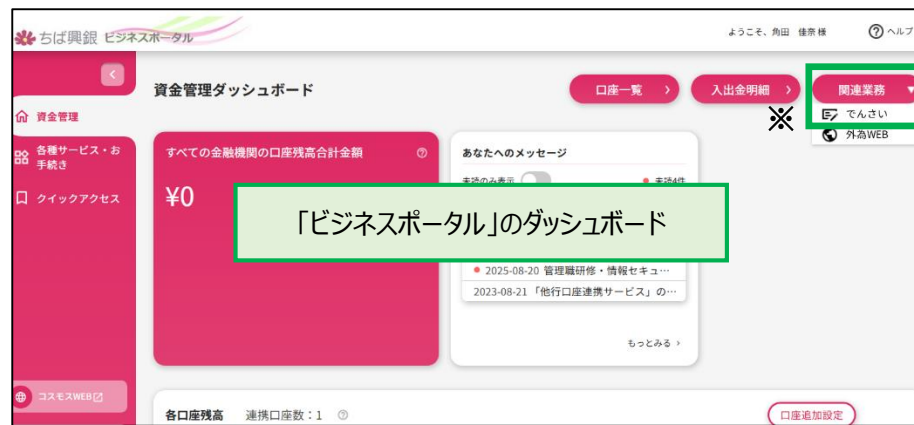 ちば興銀 ビジネスポータル
ようこそ、角田 佳奈様
ヘルプ
資金管理ダッシュボード
口座一覧
入出金明細
関連業務
※
でんさい
外為WEB
資金管理
各種サービス・お
手続き
クイックアクセス
コスモスWEB
すべての金融機関の口座残高合計金額
¥0
あなたへのメッセージ
未読のみ表示
未読4件
「ビジネスポータル」のダッシュボード
2025-08-20 管理職研修・情報セキュ…
2023-08-21 「他行口座連携サービス」の…
もっとみる
各口座残高 連携口座数：1
口座追加設定